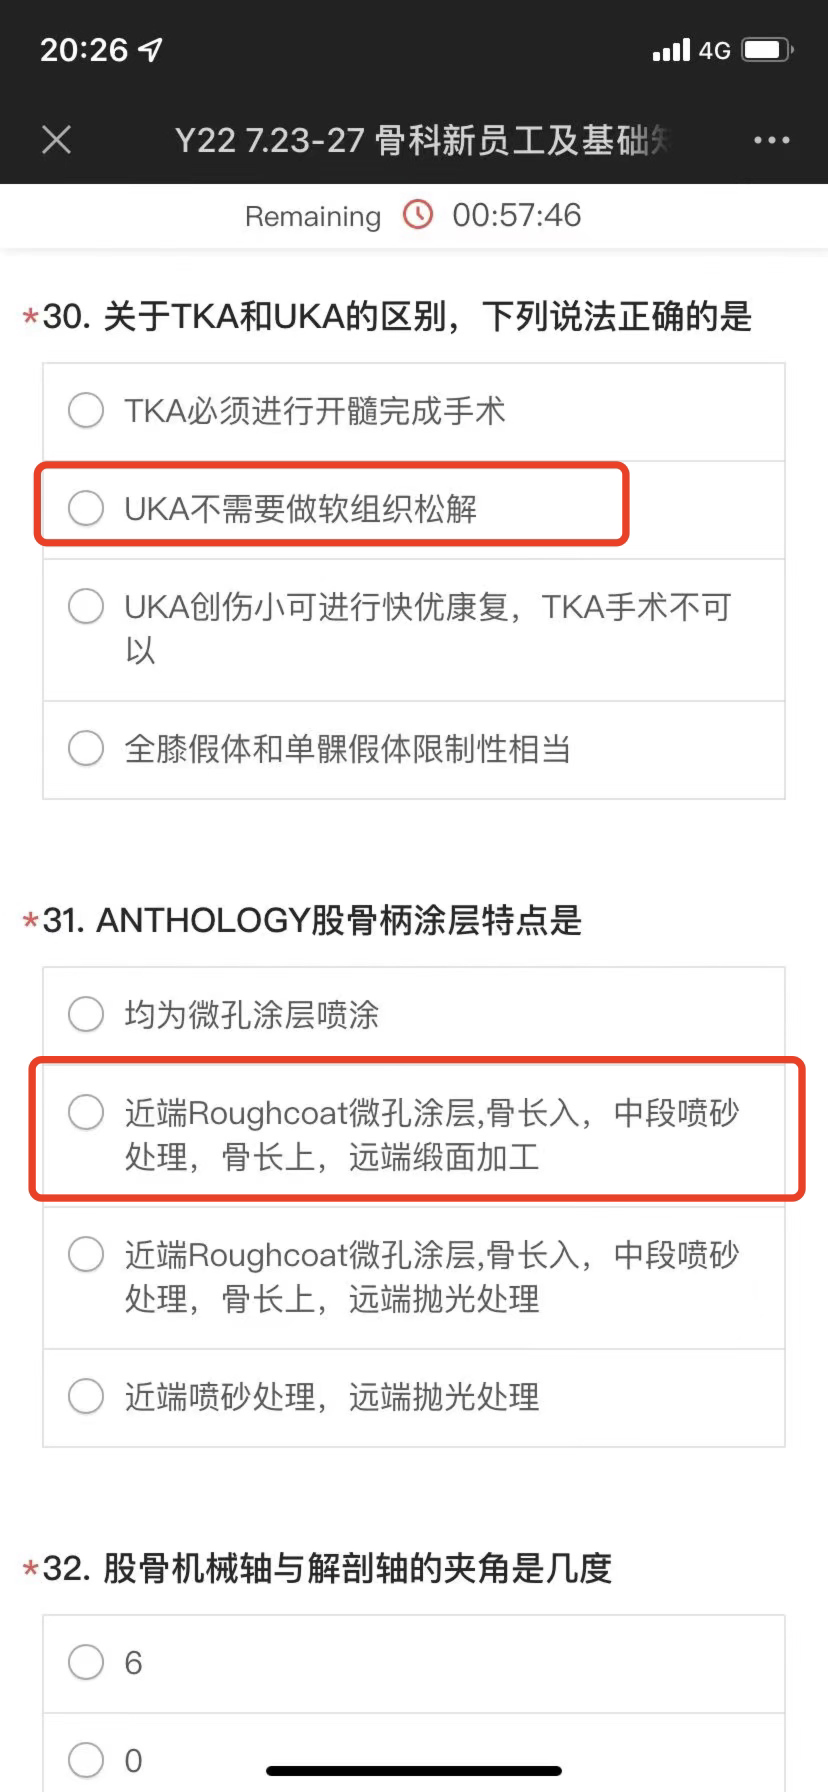 20:26
4G
Y22 7.23-27 骨科新员工及基础知
Remaining 00:57:46
*30. 关于TKA和UKA的区别，下列说法正确的是
TKA必须进行开髓完成手术
UKA不需要做软组织松解
UKA创伤小可进行快优康复，TKA手术不可
以
全膝假体和单髁假体限制性相当
*31. ANTHOLOGY股骨柄涂层特点是
均为微孔涂层喷涂
近端Roughcoat微孔涂层,骨长入，中段喷砂
处理，骨长上，远端缎面加工
近端Roughcoat微孔涂层,骨长入，中段喷砂
处理，骨长上，远端抛光处理
近端喷砂处理，远端抛光处理
*32. 股骨机械轴与解剖轴的夹角是几度
6
0